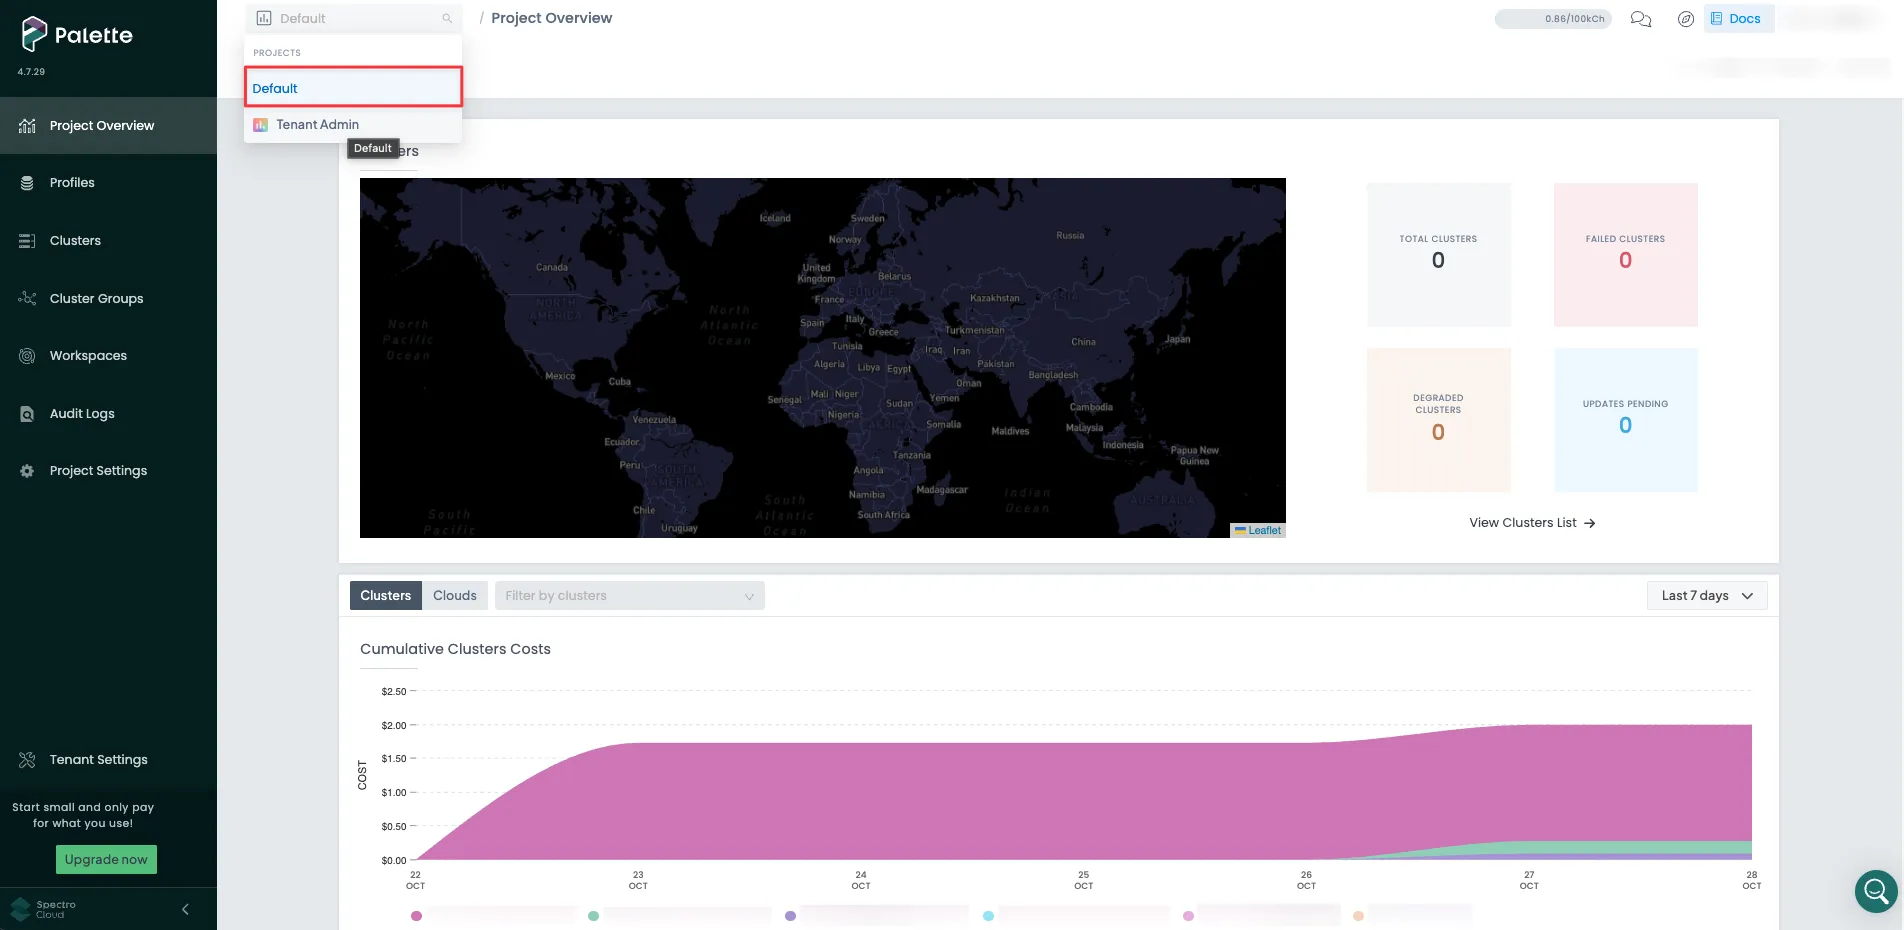 Palette
4.7.29
Project Overview
Profiles
Clusters
Cluster Groups
Workspaces
Audit Logs
Project Settings
Tenant Settings
Start small and only pay
for what you use!
Upgrade now
Spectro
Cloud
Default
/ Project Overview
0.86/100kCh
Docs
PROJECTS
Default
Tenant Admin
Default
ers
Iceland
Sweden
Norway
Russia
Canada
United
Kingdom
Belarus
France
EUROPE
Kazakhstan
ASIA
NORTH
AMERICA
North
Pacific
Ocean
North
Atlantic
Ocean
Spain
Italy
Greece
Turkmenistan
Tunisia
Iraq
Iran
China
Japan
Algeria
Libya
Egypt
Pakistan
Mexico
Cuba
Oman
Bangladesh
Senegal
Mali
Niger
Sudan
Yemen
Cambodia
Nigeria
Venezuela
AFRICA
Somalia
Maldives
Malaysia
Ecuador
Indonesia
Papua New
Guinea
Tanzania
Peru
SOUTH
AMERICA
Angola
Namibia
Madagascar
Indian
Ocean
AUSTRALIA
South
Atlantic
Ocean
Chile
South Africa
South
Pacific
Uruguay
Leaflet
TOTAL CLUSTERS
0
FAILED CLUSTERS
0
DEGRADED
CLUSTERS
0
UPDATES PENDING
0
View Clusters List
Clusters
Clouds
Filter by clusters
Last 7 days
Cumulative Clusters Costs
COST
$2.50
$2.00
$1.50
$1.00
$0.50
$0.00
22
OCT
23
OCT
24
OCT
25
OCT
26
OCT
27
OCT
28
OCT